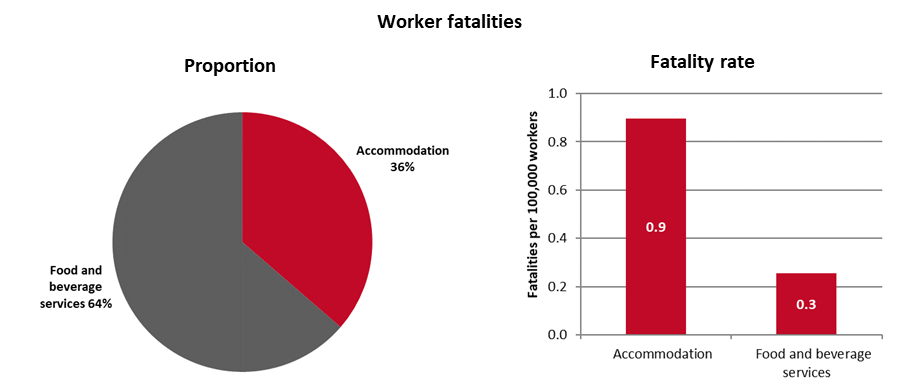 Worker fatalities
Proportion
Accommodation
36%
Food and
beverage
services 64%
Fatality rate
Fatalities per 100,000 workers
1.0
0.8
0.6
0.4
0.2
0.0
0.9
0.3
Accommodation
Food and beverage
services